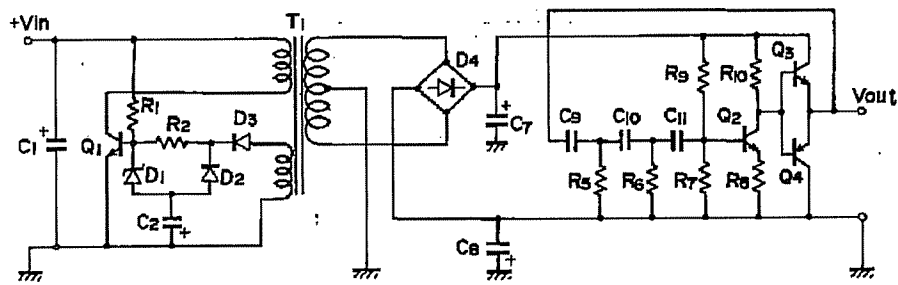 +Vin
T1
D4
Q3
R1
R9
R10
Vout
R2
D3
C7
C9
C10
C11
Q2
C1
+
Q1
D1
D2
R5
R6
R7
R8
Q4
C2
+
C8
+
+